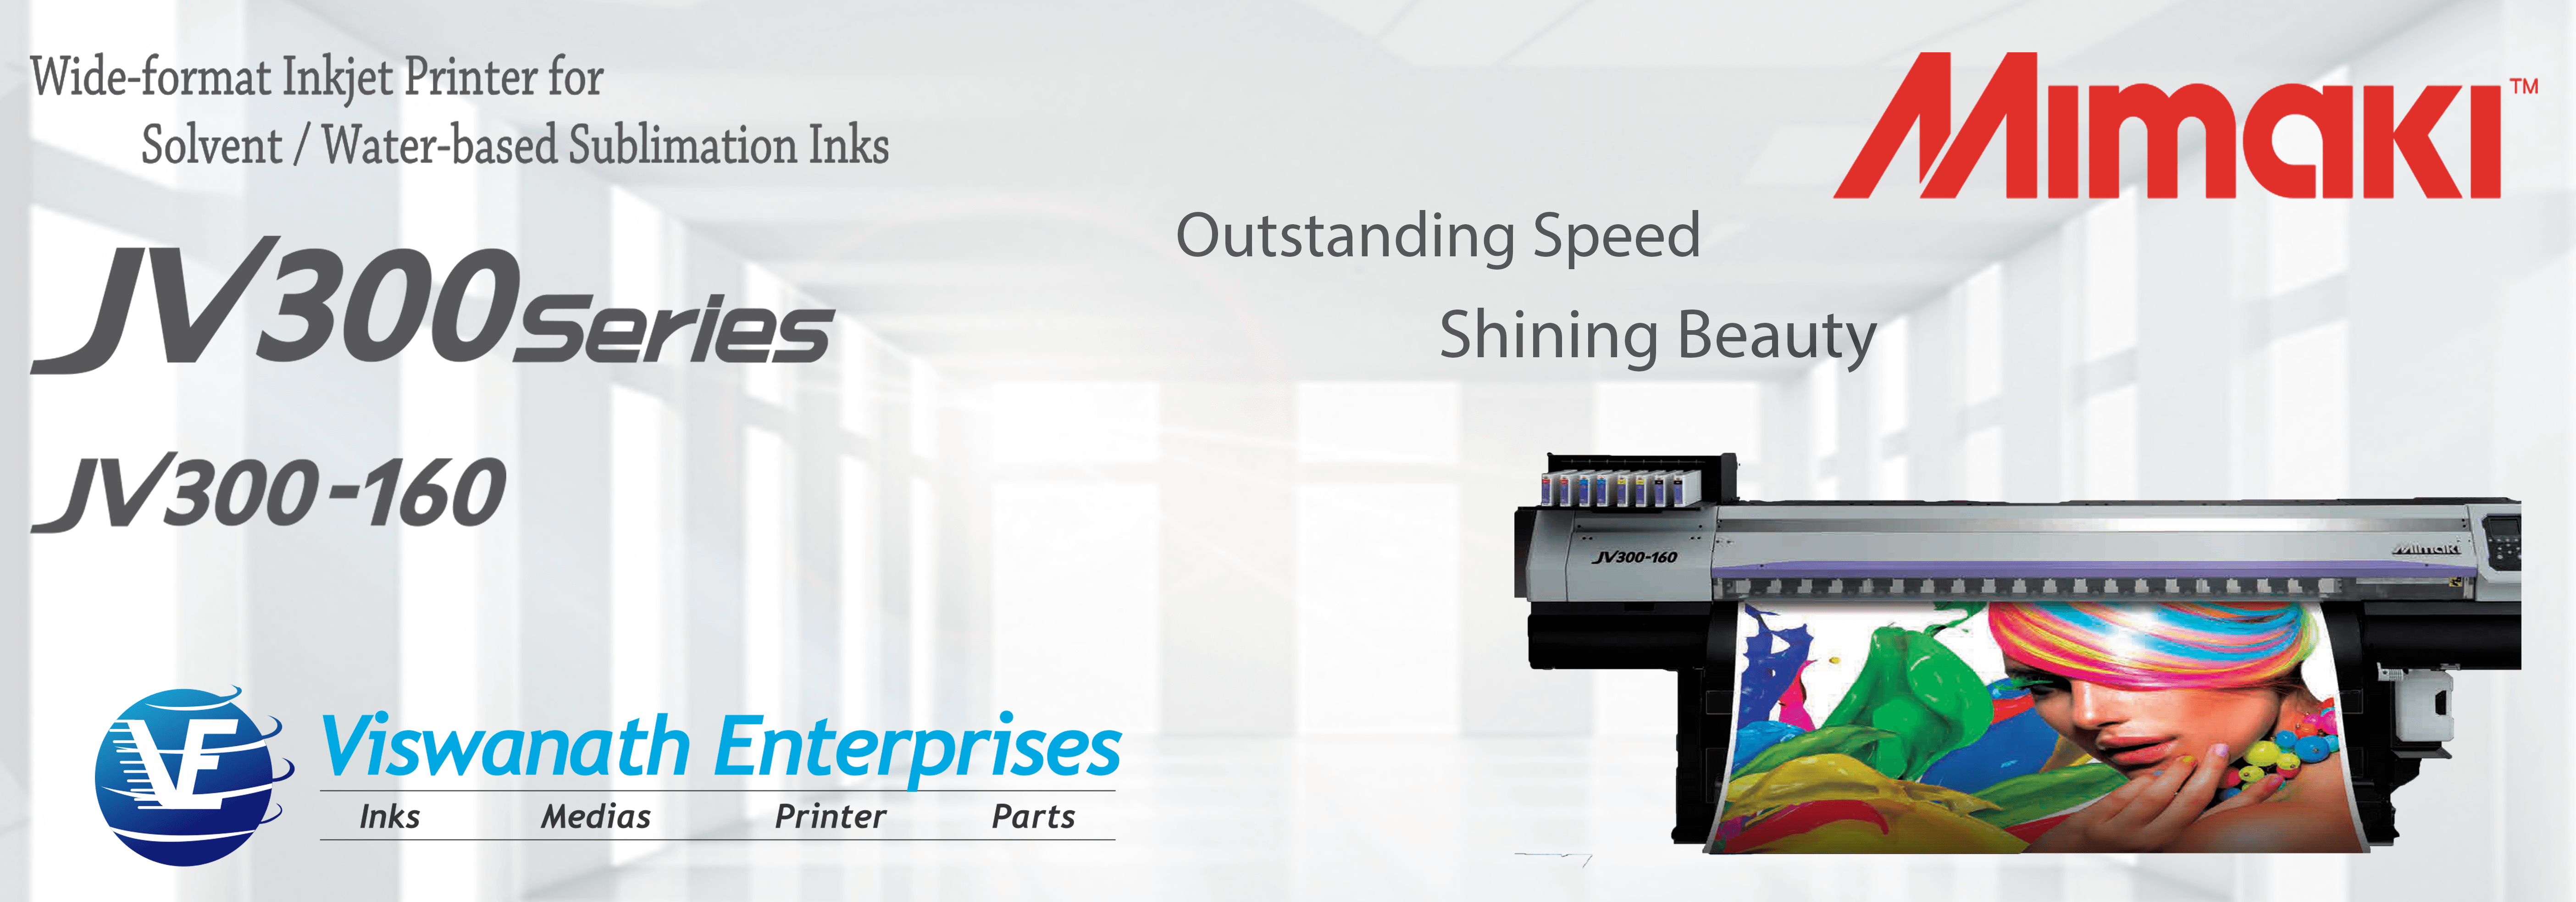 Wide-format Inkjet Printer for
Solvent / Water-based Sublimation Inks
JV300 Series
JV300-160
Mimaki™
Outstanding Speed
Shining Beauty
JV300-160
Mimaki
VE
Viswanath Enterprises
Inks Medias Printer Parts